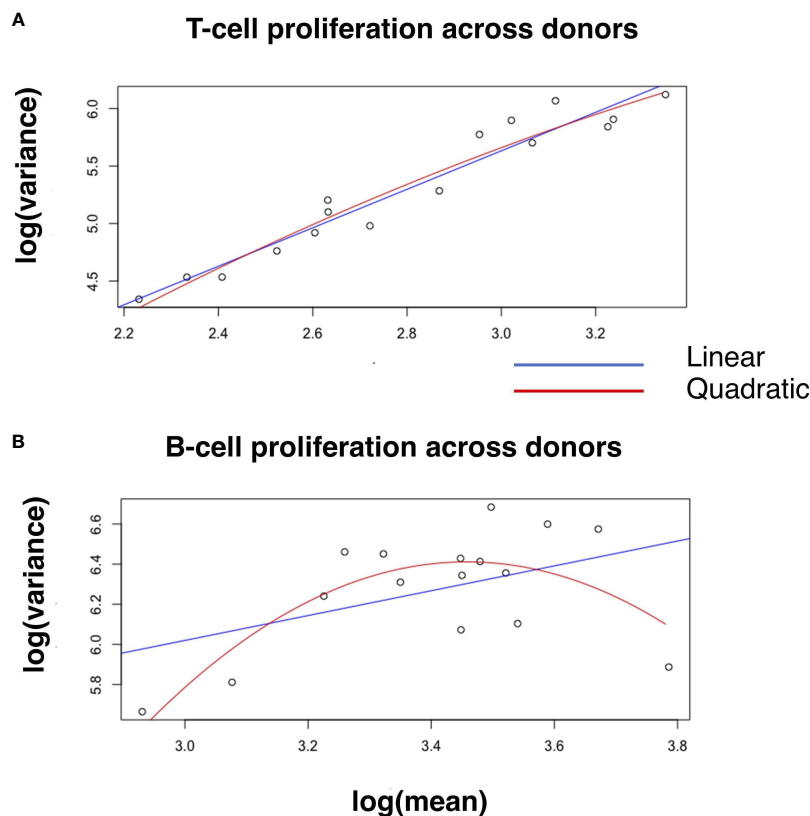 A
T-cell proliferation across donors
log(variance)
6.0
5.5
5.0
4.5
2.2 2.4 2.6 2.8 3.0 3.2
Linear
Quadratic
B
B-cell proliferation across donors
log(variance)
6.6
6.4
6.2
6.0
5.8
3.0 3.2 3.4 3.6 3.8
log(mean)